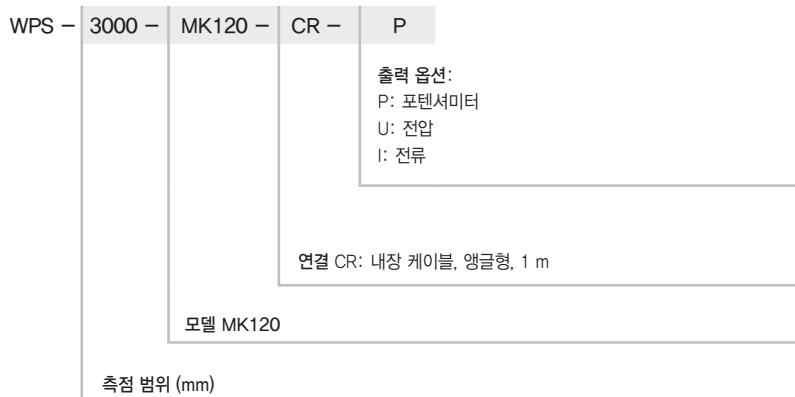 WPS – 3000 – MK120 – CR – P
출력 옵션:
P: 포텐셔미터
U: 전압
I: 전류
연결 CR: 내장 케이블, 앵글형, 1 m
모델 MK120
측점 범위 (mm)